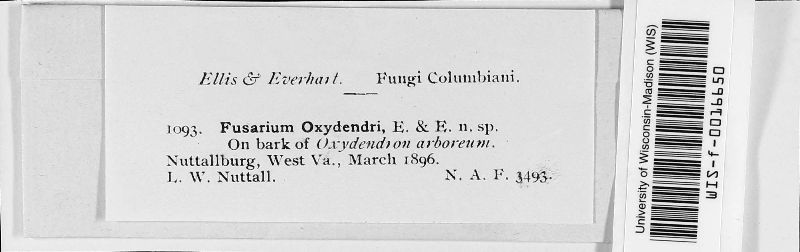 Ellis & Everhart. Fungi Columbiani.
1093. Fusarium Oxydendri, E. & E. n. sp.
On bark of Oxydendron arboreum.
Nuttallburg, West Va., March 1896.
L. W. Nuttall. N. A. F. 3493.
University of Wisconsin-Madison (WIS)
WIS-f-0016650